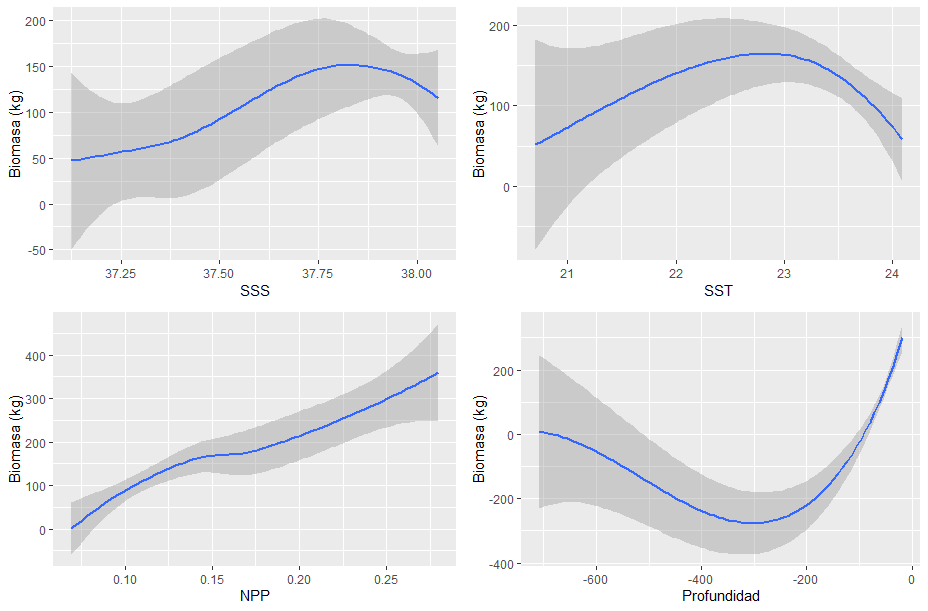 Biomasa (kg)
200
150
100
50
0
-50
37.25 37.50 37.75 38.00
SSS
Biomasa (kg)
200
100
0
21 22 23 24
SST
Biomasa (kg)
400
300
200
100
0
0.10 0.15 0.20 0.25
NPP
Biomasa (kg)
200
0
-200
-400
-600 -400 -200 0
Profundidad